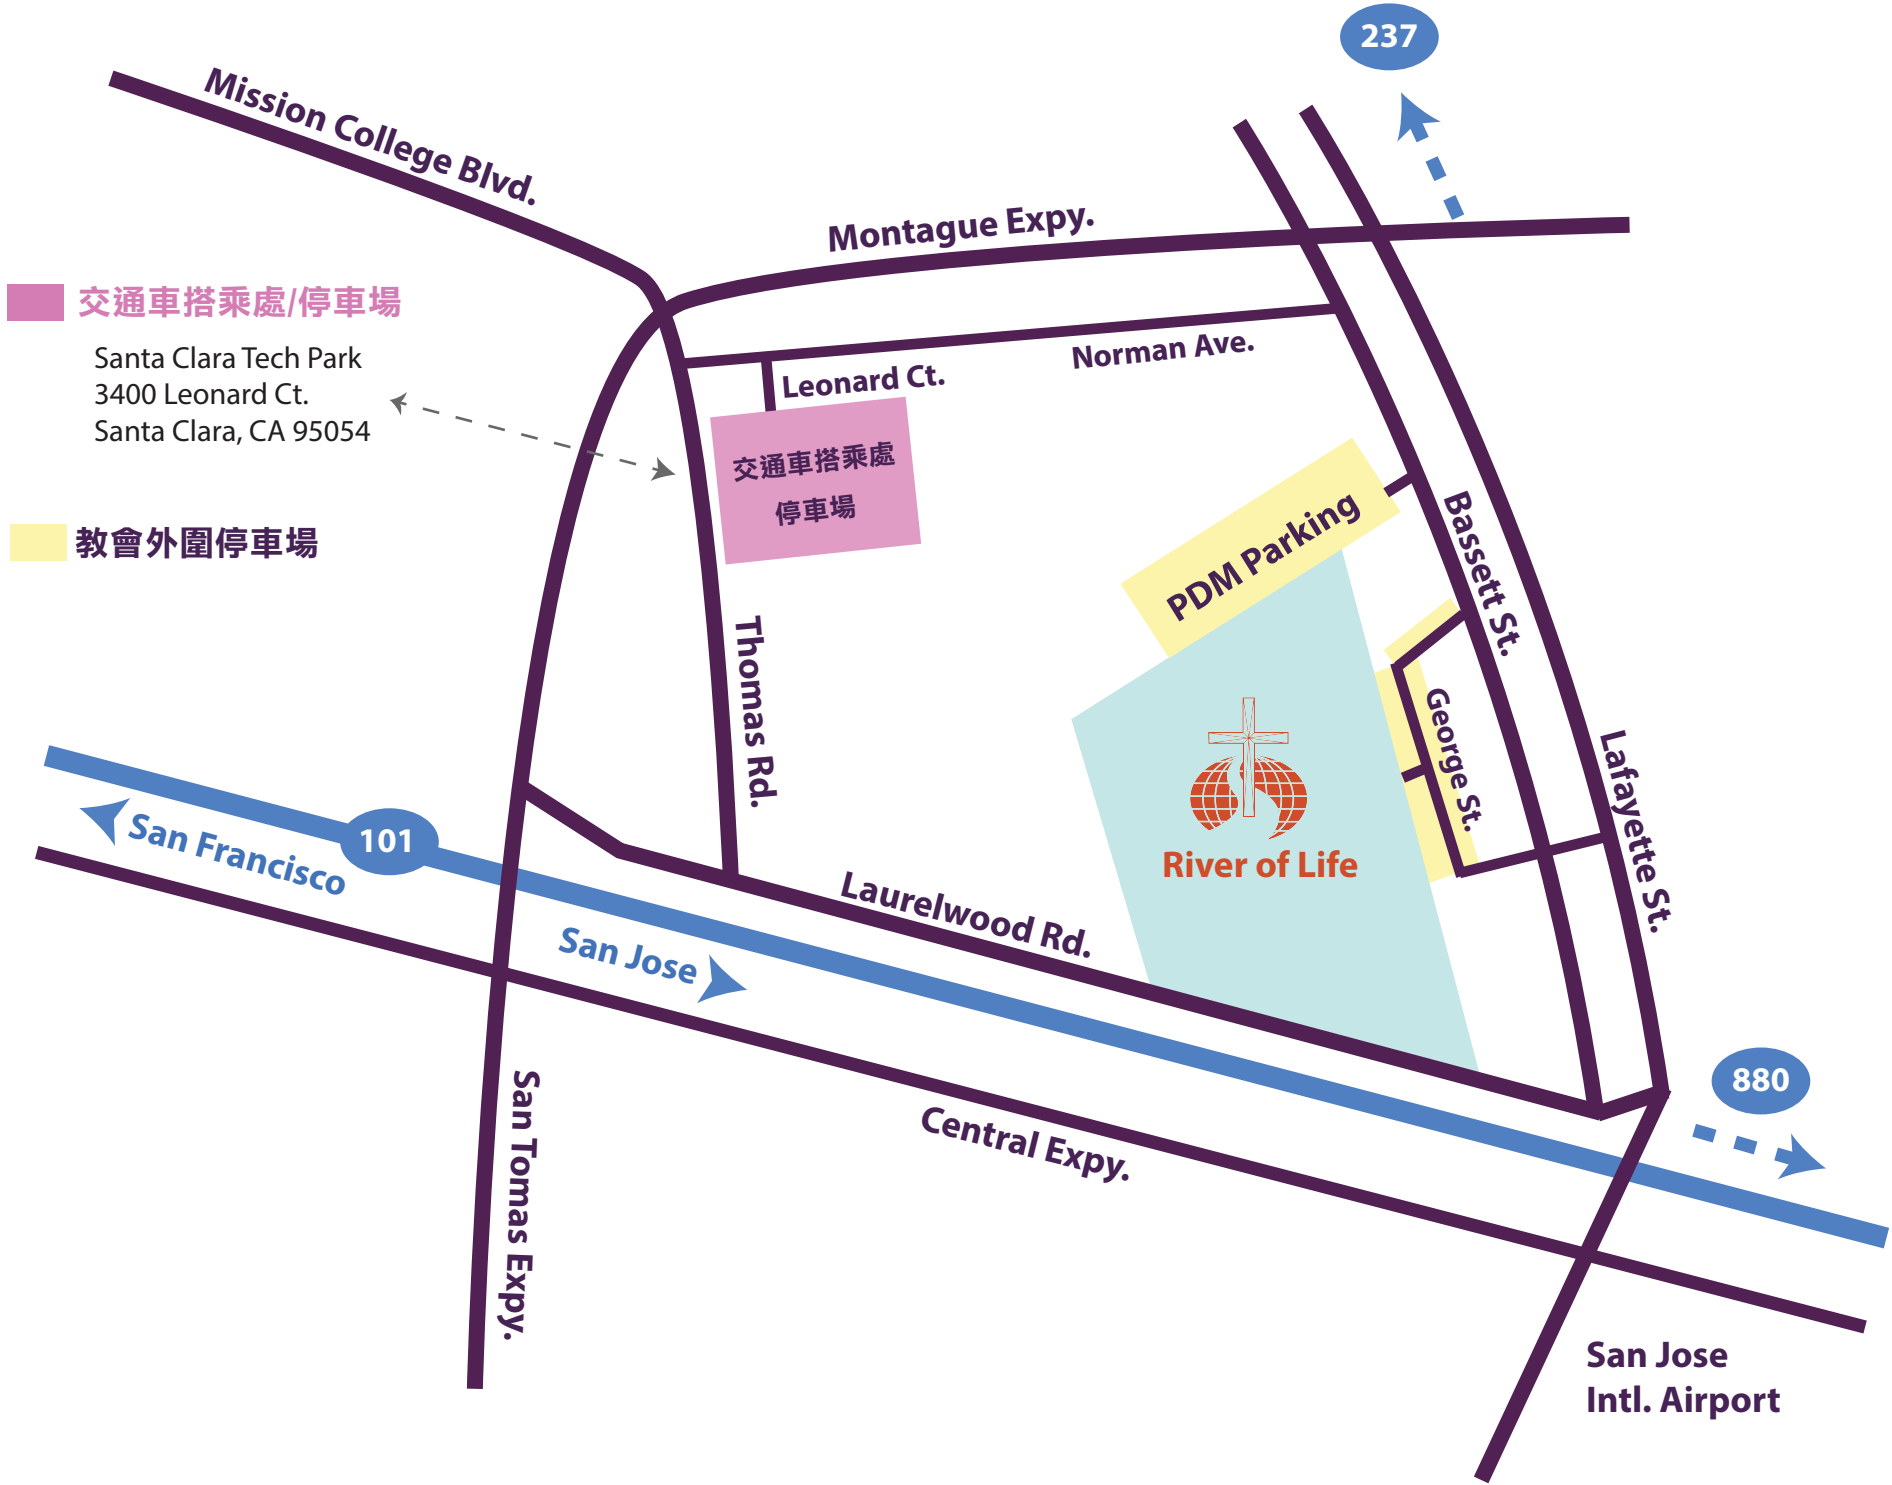 237
Mission College Blvd.
Montague Expy.
交通車搭乘處/停車場
Santa Clara Tech Park
3400 Leonard Ct.
Santa Clara, CA 95054
Norman Ave.
Leonard Ct.
交通車搭乘處
停車場
教會外圍停車場
PDM Parking
Bassett St.
Thomas Rd.
George St.
Lafayette St.
101
San Francisco
River of Life
Laurelwood Rd.
San Jose
880
San Tomas Expy.
Central Expy.
San Jose
Intl. Airport